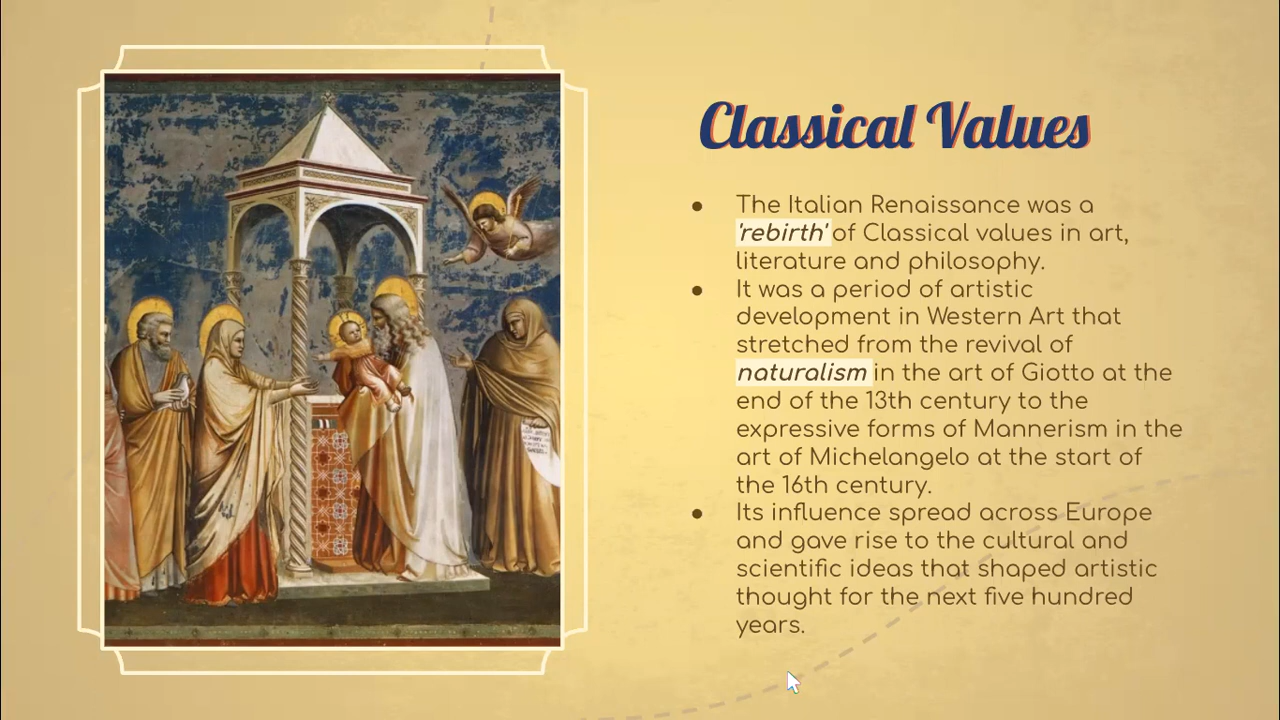 Classical Values
● The Italian Renaissance was a
'rebirth' of Classical values in art,
literature and philosophy.
● It was a period of artistic
development in Western Art that
stretched from the revival of
naturalism in the art of Giotto at the
end of the 13th century to the
expressive forms of Mannerism in the
art of Michelangelo at the start of
the 16th century.
● Its influence spread across Europe
and gave rise to the cultural and
scientific ideas that shaped artistic
thought for the next five hundred
years.